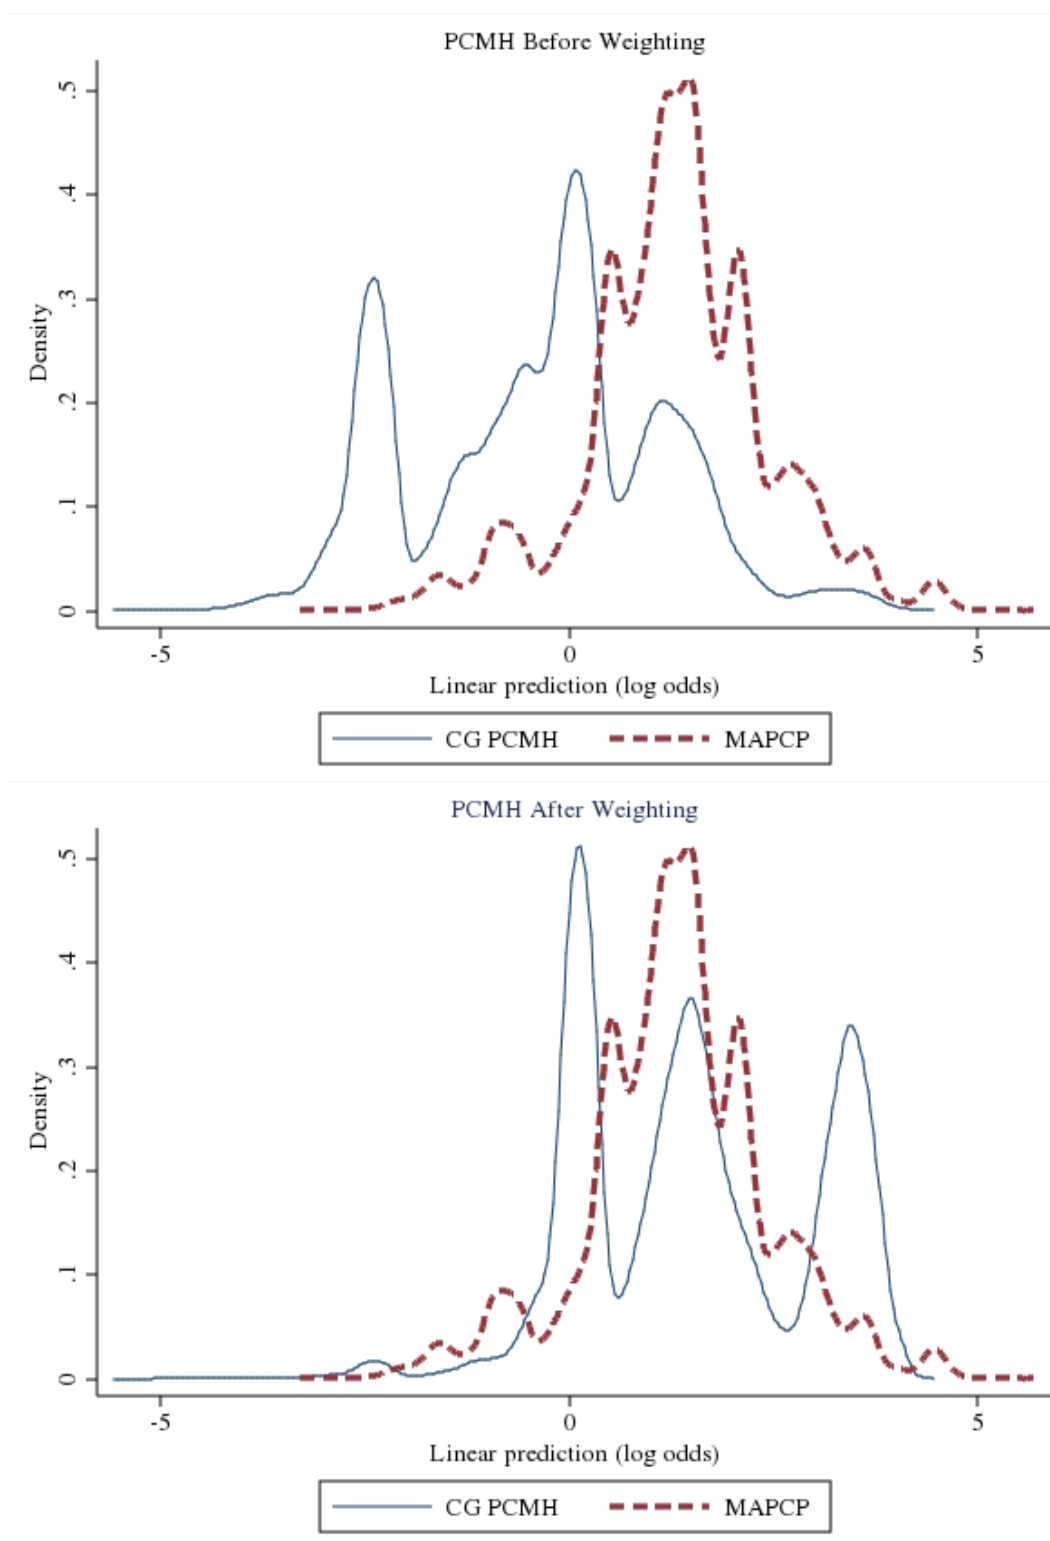 PCMH Before Weighting
.5
.4
.3
.2
.1
0
Density
-5 0 5
Linear prediction (log odds)
CG PCMH MAPCP
PCMH After Weighting
.5
.4
.3
.2
.1
0
Density
-5 0 5
Linear prediction (log odds)
CG PCMH MAPCP